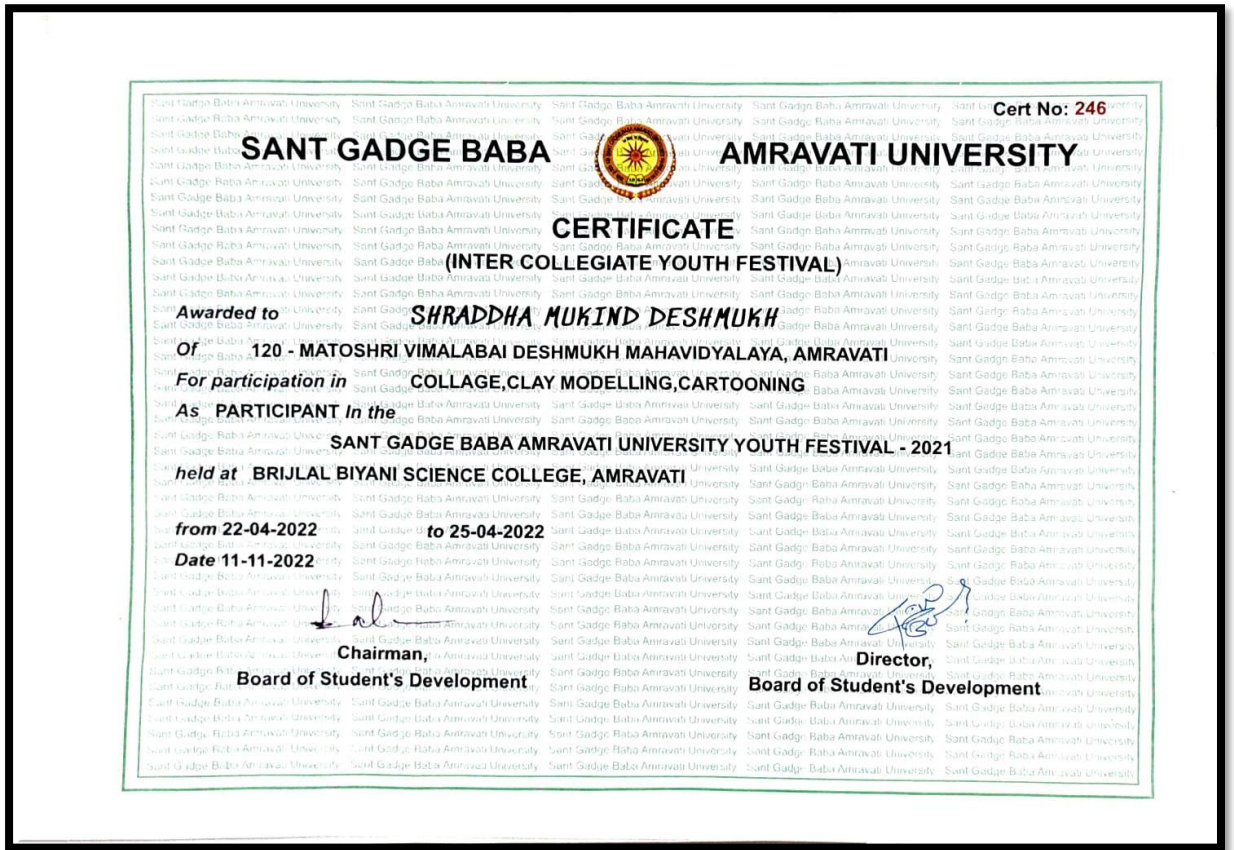 Cert No: 246
SANT GADGE BABA AMRAVATI UNIVERSITY
CERTIFICATE
(INTER COLLEGIATE YOUTH FESTIVAL)
Awarded to SHRADDHA MUKIND DESHMUKH
Of 120 - MATOSHRI VIMALABAI DESHMUKH MAHAVIDYALAYA, AMRAVATI
For participation in COLLAGE,CLAY MODELLING,CARTOONING
As PARTICIPANT In the
SANT GADGE BABA AMRAVATI UNIVERSITY YOUTH FESTIVAL - 2021
held at BRIJLAL BIYANI SCIENCE COLLEGE, AMRAVATI
from 22-04-2022 to 25-04-2022
Date 11-11-2022
Chairman, Director,
Board of Student's Development Board of Student's Development